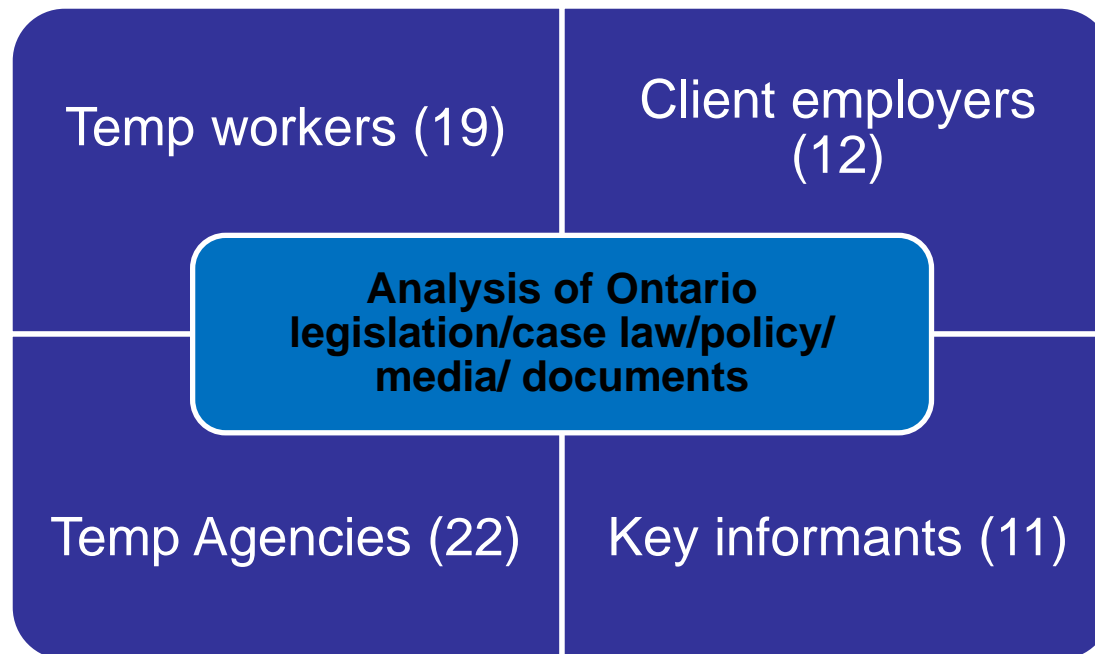 Temp workers (19)
Client employers
(12)
Analysis of Ontario
legislation/case law/policy/
media/ documents
Temp Agencies (22)
Key informants (11)